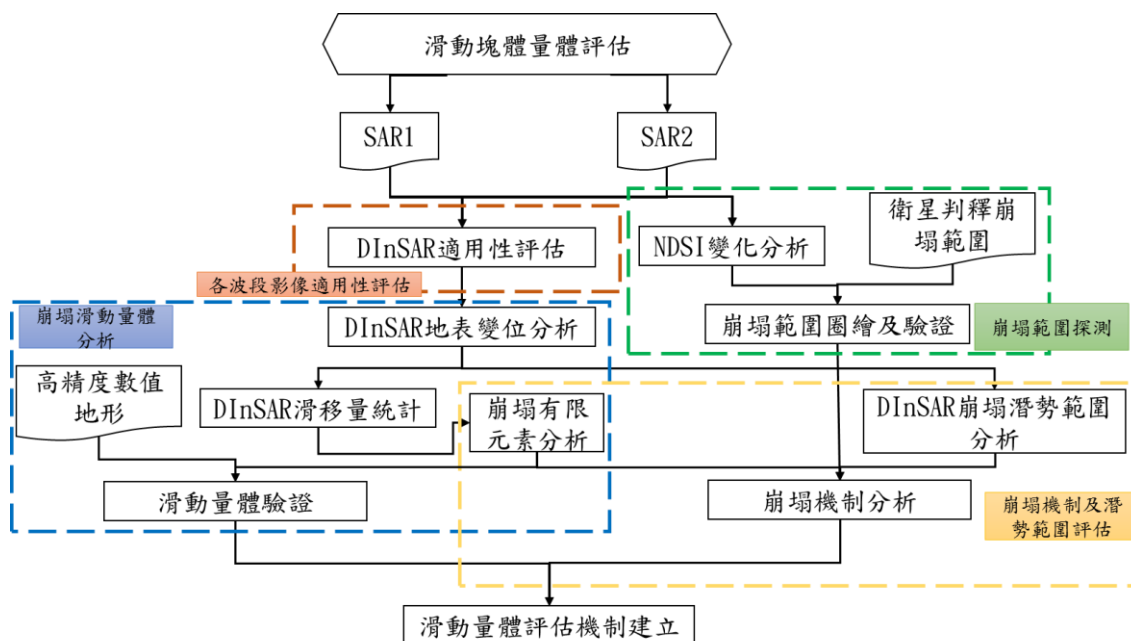 滑動塊體量體評估
SAR1
SAR2
DInSAR適用性評估
各波段影像適用性評估
NDSI變化分析
衛星判釋崩
塌範圍
崩塌滑動量體
分析
DInSAR地表變位分析
崩塌範圍圈繪及驗證
崩塌範圍探測
高精度數值
地形
DInSAR滑移量統計
崩塌有限
元素分析
DInSAR崩塌潛勢範圍
分析
滑動量體驗證
崩塌機制分析
崩塌機制及潛
勢範圍評估
滑動量體評估機制建立